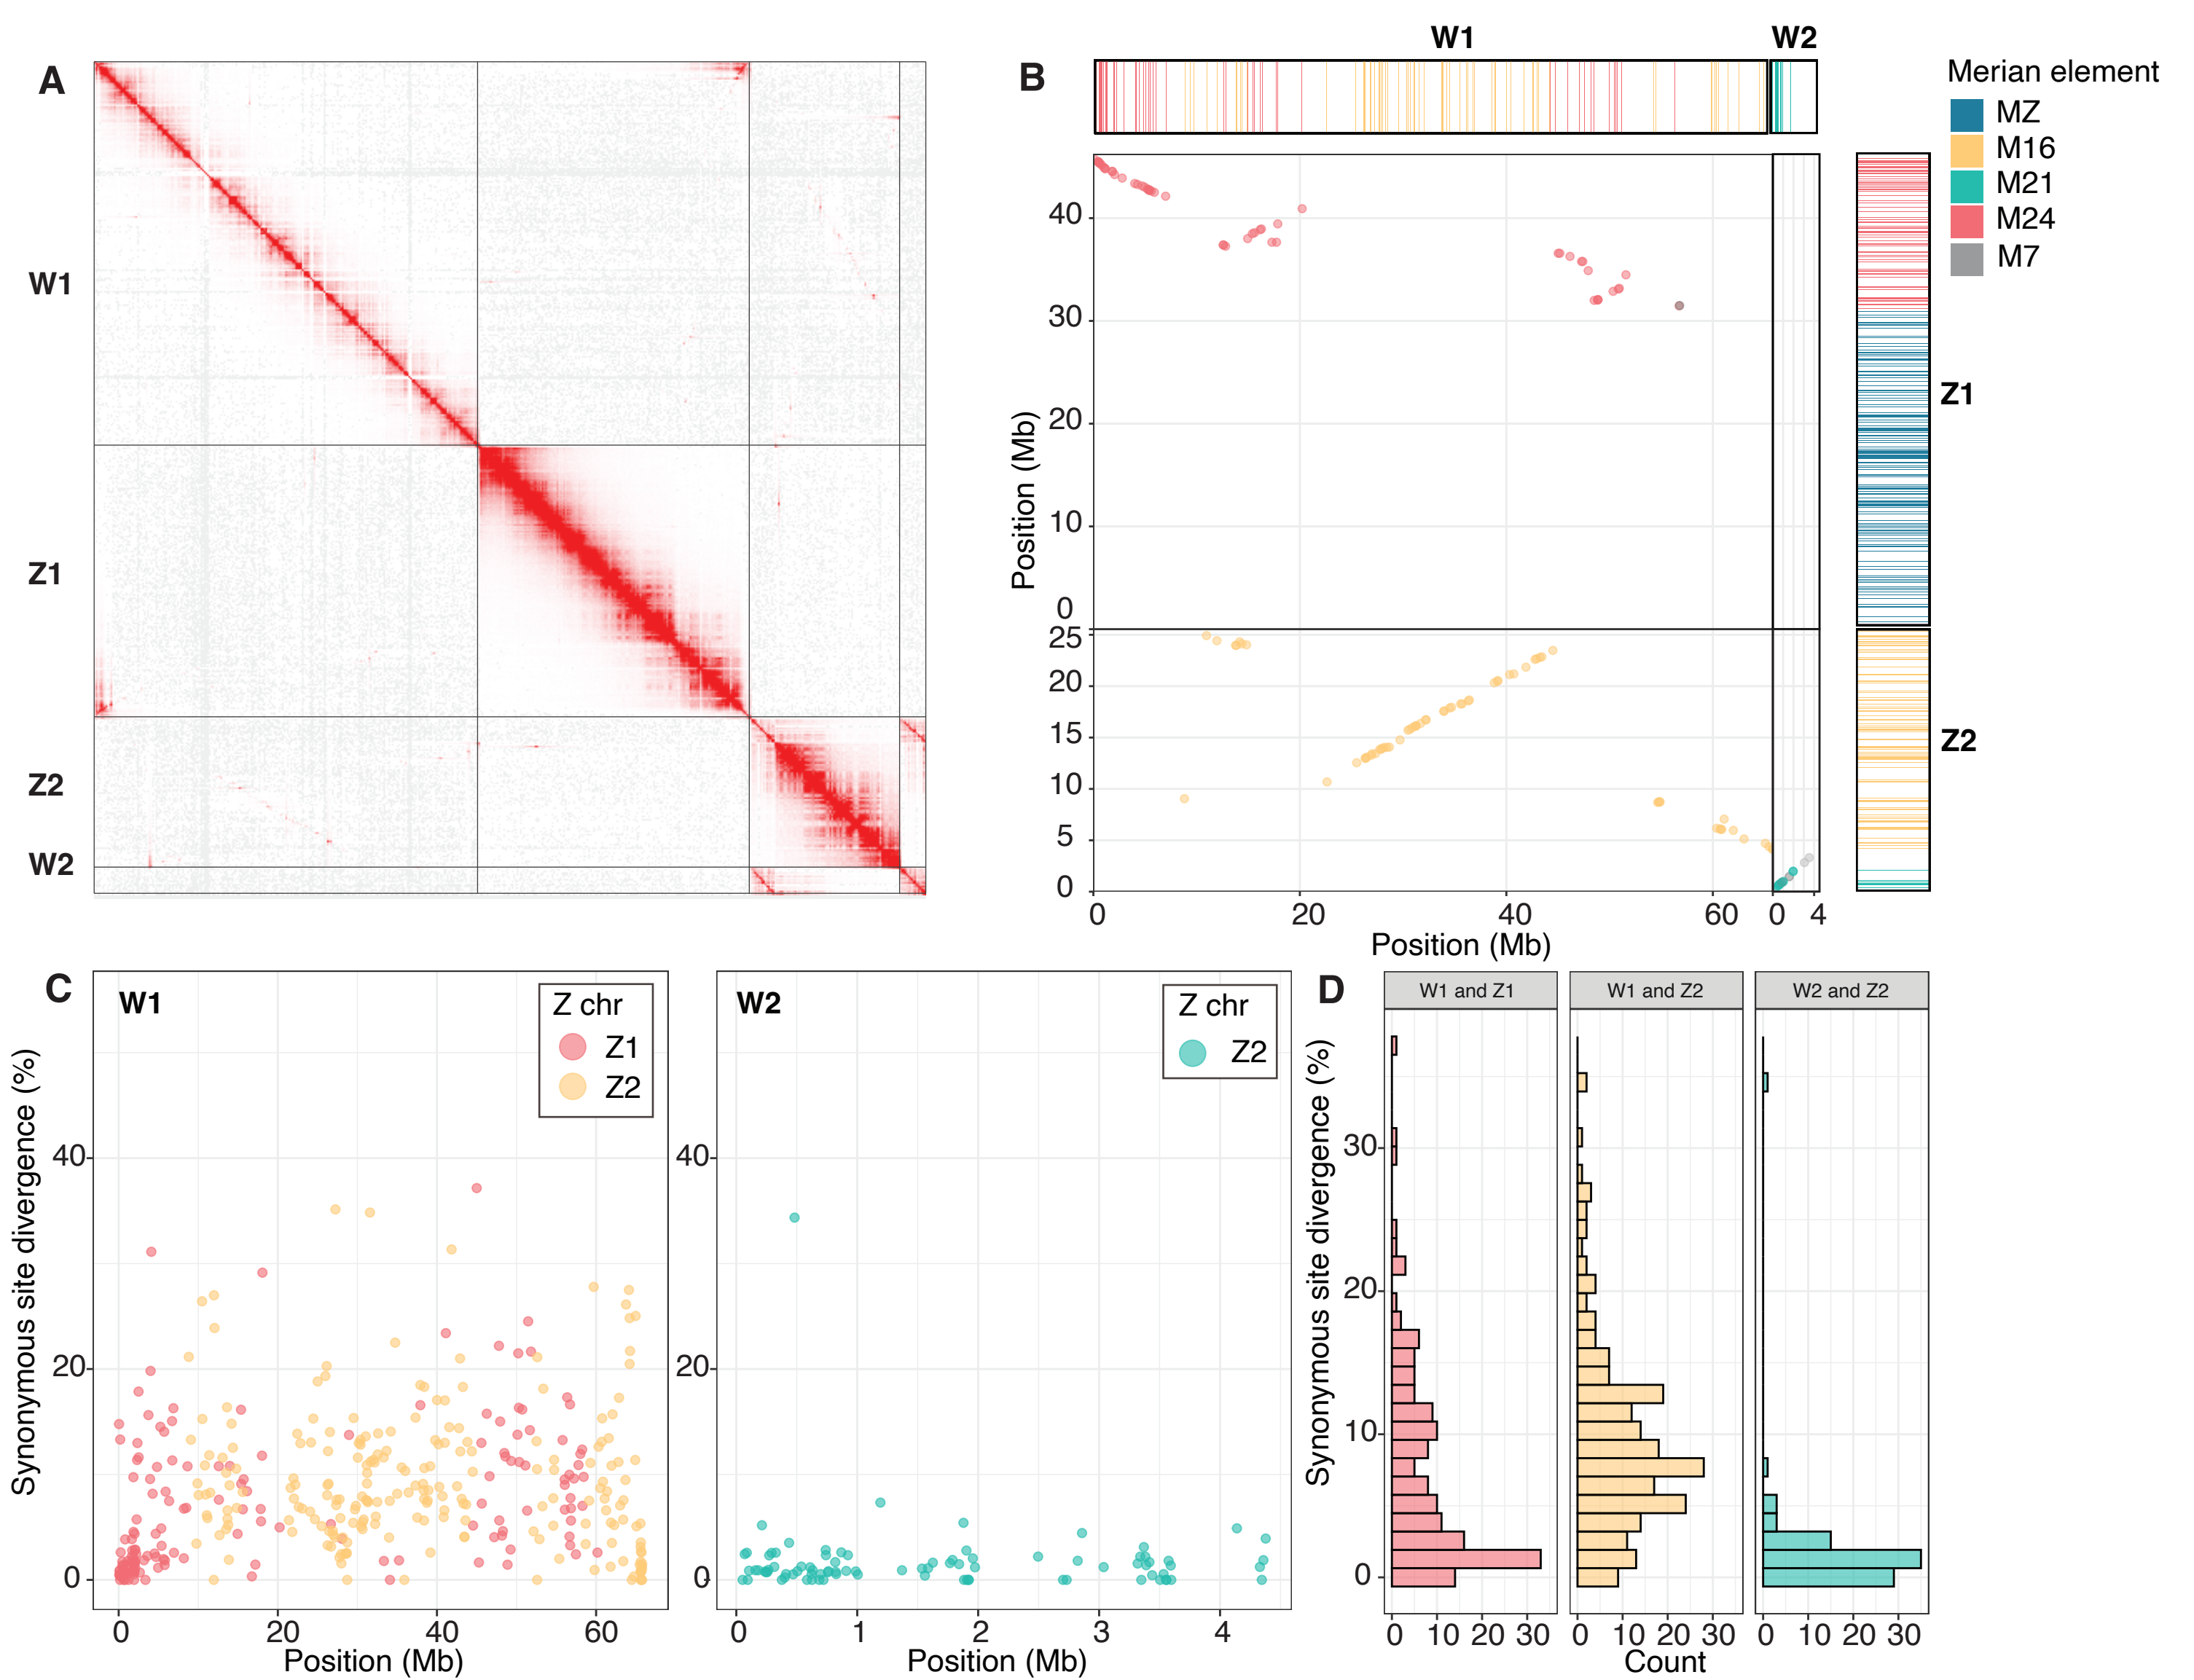 A
W1
Z1
Z2
W2
B
W1
W2
Merian element
MZ
M16
M21
M24
M7
Z1
Z2
Position (Mb)
40
30
20
10
0
25
20
15
10
5
0
0 20 40 60 0 4
Position (Mb)
C
W1
Z chr
Z1
Z2
Synonymous site divergence (%)
40
20
0
0 20 40 60
Position (Mb)
W2
Z chr
Z2
40
20
0
0 1 2 3 4
Position (Mb)
D
W1 and Z1
W1 and Z2
W2 and Z2
Synonymous site divergence (%)
30
20
10
0
0 10 20 30 0 10 20 30 0 10 20 30
Count